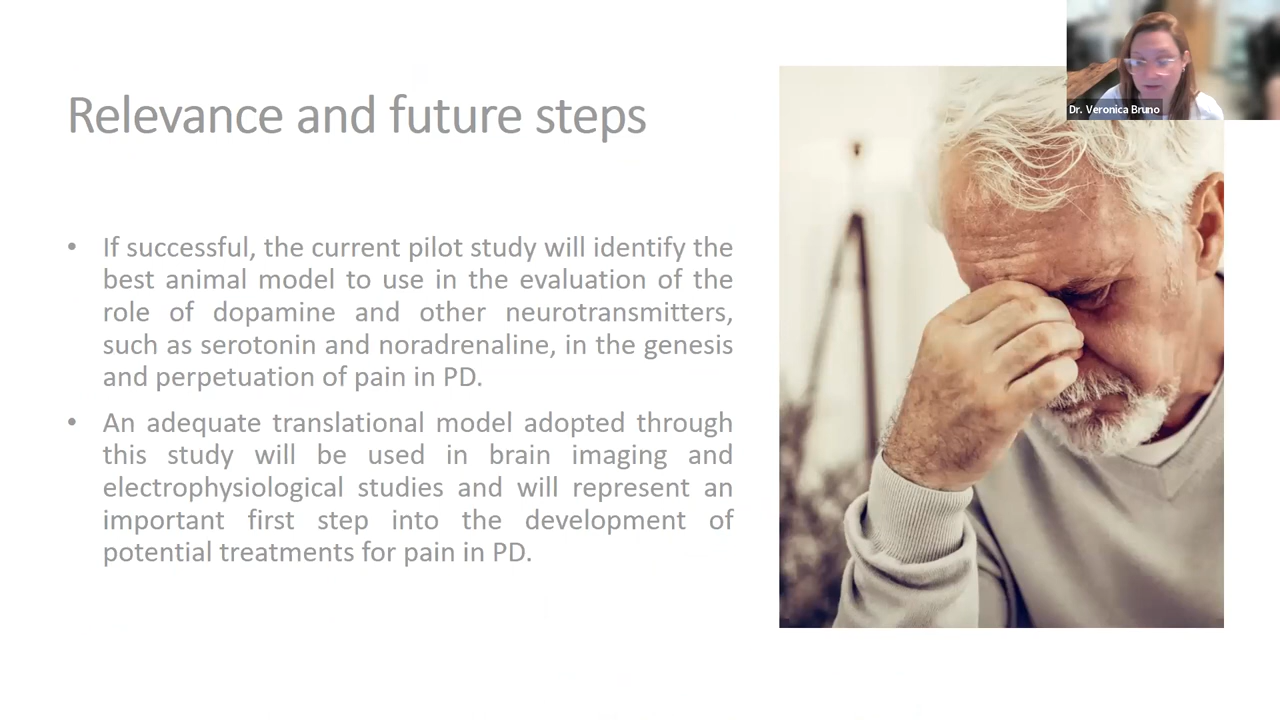 Dr. Veronica Bruno
Relevance and future steps
• If successful, the current pilot study will identify the
best animal model to use in the evaluation of the
role of dopamine and other neurotransmitters,
such as serotonin and noradrenaline, in the genesis
and perpetuation of pain in PD.
• An adequate translational model adopted through
this study will be used in brain imaging and
electrophysiological studies and will represent an
important first step into the development of
potential treatments for pain in PD.